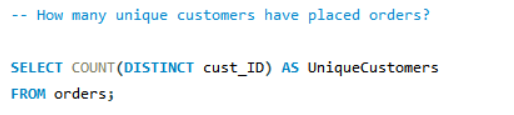 -- How many unique customers have placed orders?
SELECT COUNT(DISTINCT cust_ID) AS UniqueCustomers
FROM orders;